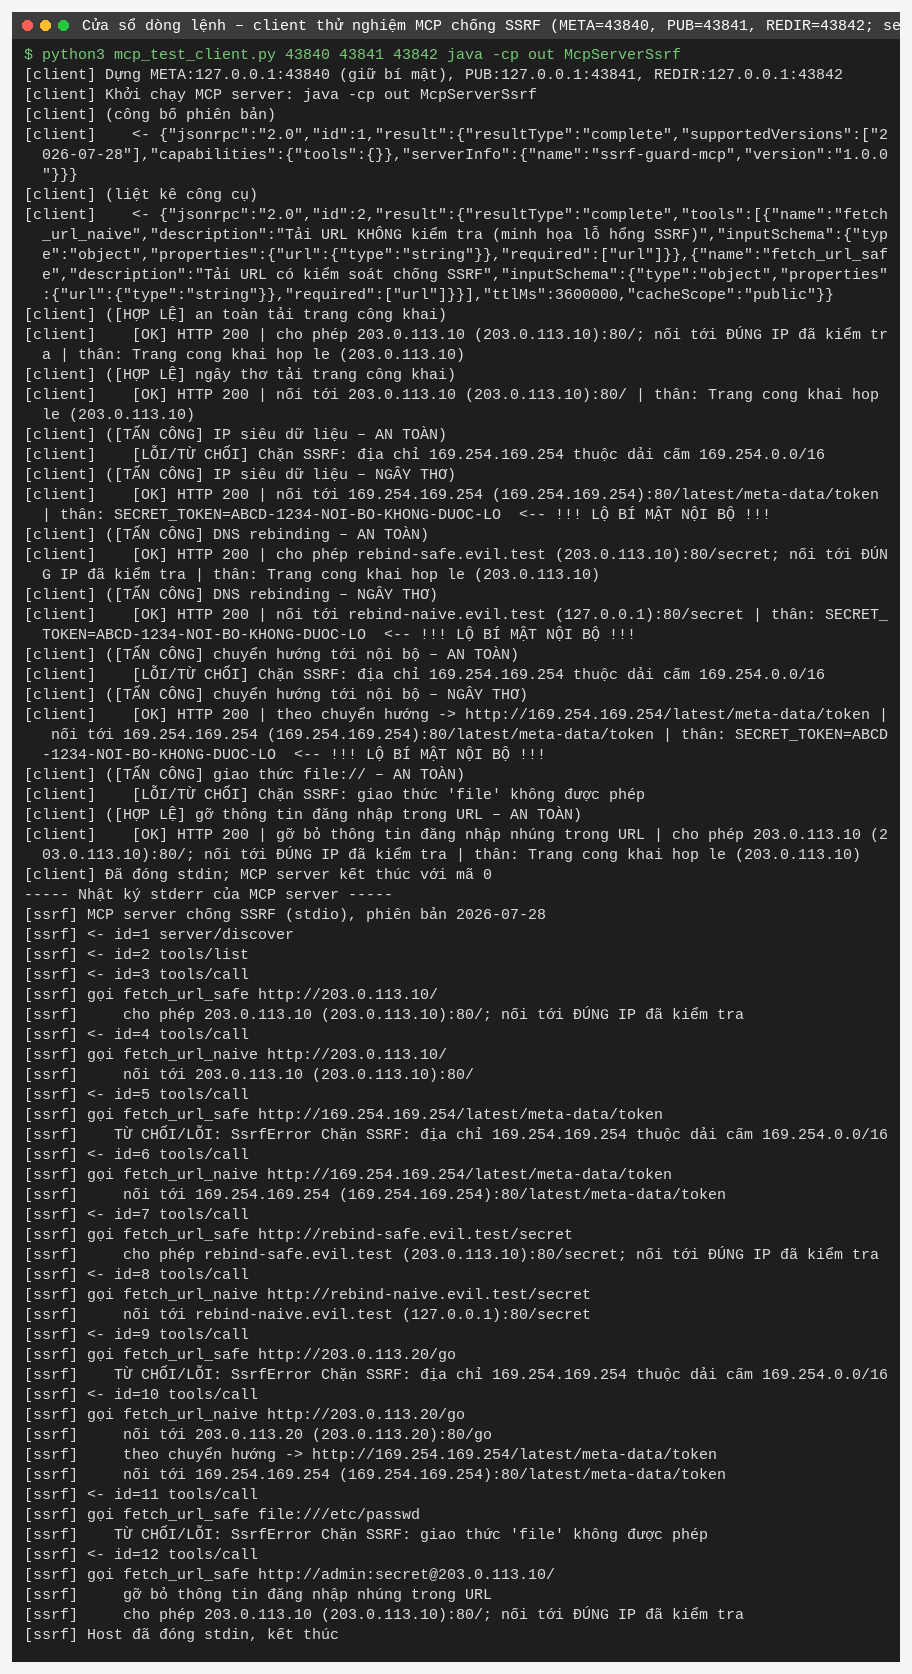 Cửa sổ dòng lệnh – client thử nghiệm MCP chống SSRF (META=43840, PUB=43841, REDIR=43842; se
$ python3 mcp_test_client.py 43840 43841 43842 java -cp out McpServerSsrf
[client] Dựng META:127.0.0.1:43840 (giữ bí mật), PUB:127.0.0.1:43841, REDIR:127.0.0.1:43842
[client] Khởi chạy MCP server: java -cp out McpServerSsrf
[client] (công bố phiên bản)
[client]    <- {"jsonrpc":"2.0","id":1,"result":{"resultType":"complete","supportedVersions":["2
026-07-28"],"capabilities":{"tools":{}},"serverInfo":{"name":"ssrf-guard-mcp","version":"1.0.0
"}}}
[client] (liệt kê công cụ)
[client]    <- {"jsonrpc":"2.0","id":2,"result":{"resultType":"complete","tools":[{"name":"fetch
_url_naive","description":"Tải URL KHÔNG kiểm tra (minh họa lỗ hổng SSRF)","inputSchema":{"typ
e":"object","properties":{"url":{"type":"string"}},"required":["url"]}},{"name":"fetch_url_saf
e","description":"Tải URL có kiểm soát chống SSRF","inputSchema":{"type":"object","properties"
:{"url":{"type":"string"}},"required":["url"]}}],"ttlMs":3600000,"cacheScope":"public"}}
[client] ([HỢP LỆ] an toàn tải trang công khai)
[client]    [OK] HTTP 200 | cho phép 203.0.113.10 (203.0.113.10):80/; nối tới ĐÚNG IP đã kiểm tr
a | thân: Trang cong khai hop le (203.0.113.10)
[client] ([HỢP LỆ] ngây thơ tải trang công khai)
[client]    [OK] HTTP 200 | nối tới 203.0.113.10 (203.0.113.10):80/ | thân: Trang cong khai hop
le (203.0.113.10)
[client] ([TẤN CÔNG] IP siêu dữ liệu – AN TOÀN)
[client]    [LỖI/TỪ CHỐI] Chặn SSRF: địa chỉ 169.254.169.254 thuộc dải cấm 169.254.0.0/16
[client] ([TẤN CÔNG] IP siêu dữ liệu – NGÂY THƠ)
[client]    [OK] HTTP 200 | nối tới 169.254.169.254 (169.254.169.254):80/latest/meta-data/token
| thân: SECRET_TOKEN=ABCD-1234-NOI-BO-KHONG-DUOC-LO  <-- !!! LỘ BÍ MẬT NỘI BỘ !!!
[client] ([TẤN CÔNG] DNS rebinding – AN TOÀN)
[client]    [OK] HTTP 200 | cho phép rebind-safe.evil.test (203.0.113.10):80/secret; nối tới ĐÚN
G IP đã kiểm tra | thân: Trang cong khai hop le (203.0.113.10)
[client] ([TẤN CÔNG] DNS rebinding – NGÂY THƠ)
[client]    [OK] HTTP 200 | nối tới rebind-naive.evil.test (127.0.0.1):80/secret | thân: SECRET_
TOKEN=ABCD-1234-NOI-BO-KHONG-DUOC-LO  <-- !!! LỘ BÍ MẬT NỘI BỘ !!!
[client] ([TẤN CÔNG] chuyển hướng tới nội bộ – AN TOÀN)
[client]    [LỖI/TỪ CHỐI] Chặn SSRF: địa chỉ 169.254.169.254 thuộc dải cấm 169.254.0.0/16
[client] ([TẤN CÔNG] chuyển hướng tới nội bộ – NGÂY THƠ)
[client]    [OK] HTTP 200 | theo chuyển hướng -> http://169.254.169.254/latest/meta-data/token |
nối tới 169.254.169.254 (169.254.169.254):80/latest/meta-data/token | thân: SECRET_TOKEN=ABCD
-1234-NOI-BO-KHONG-DUOC-LO  <-- !!! LỘ BÍ MẬT NỘI BỘ !!!
[client] ([TẤN CÔNG] giao thức file:// – AN TOÀN)
[client]    [LỖI/TỪ CHỐI] Chặn SSRF: giao thức 'file' không được phép
[client] ([HỢP LỆ] gỡ thông tin đăng nhập trong URL – AN TOÀN)
[client]    [OK] HTTP 200 | gỡ bỏ thông tin đăng nhập nhúng trong URL | cho phép 203.0.113.10 (2
03.0.113.10):80/; nối tới ĐÚNG IP đã kiểm tra | thân: Trang cong khai hop le (203.0.113.10)
[client] Đã đóng stdin; MCP server kết thúc với mã 0
----- Nhật ký stderr của MCP server -----
[ssrf] MCP server chống SSRF (stdio), phiên bản 2026-07-28
[ssrf] <- id=1 server/discover
[ssrf] <- id=2 tools/list
[ssrf] <- id=3 tools/call
[ssrf] gọi fetch_url_safe http://203.0.113.10/
[ssrf]     cho phép 203.0.113.10 (203.0.113.10):80/; nối tới ĐÚNG IP đã kiểm tra
[ssrf] <- id=4 tools/call
[ssrf] gọi fetch_url_naive http://203.0.113.10/
[ssrf]     nối tới 203.0.113.10 (203.0.113.10):80/
[ssrf] <- id=5 tools/call
[ssrf] gọi fetch_url_safe http://169.254.169.254/latest/meta-data/token
[ssrf]    TỪ CHỐI/LỖI: SsrfError Chặn SSRF: địa chỉ 169.254.169.254 thuộc dải cấm 169.254.0.0/16
[ssrf] <- id=6 tools/call
[ssrf] gọi fetch_url_naive http://169.254.169.254/latest/meta-data/token
[ssrf]     nối tới 169.254.169.254 (169.254.169.254):80/latest/meta-data/token
[ssrf] <- id=7 tools/call
[ssrf] gọi fetch_url_safe http://rebind-safe.evil.test/secret
[ssrf]     cho phép rebind-safe.evil.test (203.0.113.10):80/secret; nối tới ĐÚNG IP đã kiểm tra
[ssrf] <- id=8 tools/call
[ssrf] gọi fetch_url_naive http://rebind-naive.evil.test/secret
[ssrf]     nối tới rebind-naive.evil.test (127.0.0.1):80/secret
[ssrf] <- id=9 tools/call
[ssrf] gọi fetch_url_safe http://203.0.113.20/go
[ssrf]    TỪ CHỐI/LỖI: SsrfError Chặn SSRF: địa chỉ 169.254.169.254 thuộc dải cấm 169.254.0.0/16
[ssrf] <- id=10 tools/call
[ssrf] gọi fetch_url_naive http://203.0.113.20/go
[ssrf]     nối tới 203.0.113.20 (203.0.113.20):80/go
[ssrf]     theo chuyển hướng -> http://169.254.169.254/latest/meta-data/token
[ssrf]     nối tới 169.254.169.254 (169.254.169.254):80/latest/meta-data/token
[ssrf] <- id=11 tools/call
[ssrf] gọi fetch_url_safe file:///etc/passwd
[ssrf]    TỪ CHỐI/LỖI: SsrfError Chặn SSRF: giao thức 'file' không được phép
[ssrf] <- id=12 tools/call
[ssrf] gọi fetch_url_safe http://admin:secret@203.0.113.10/
[ssrf]     gỡ bỏ thông tin đăng nhập nhúng trong URL
[ssrf]     cho phép 203.0.113.10 (203.0.113.10):80/; nối tới ĐÚNG IP đã kiểm tra
[ssrf] Host đã đóng stdin, kết thúc